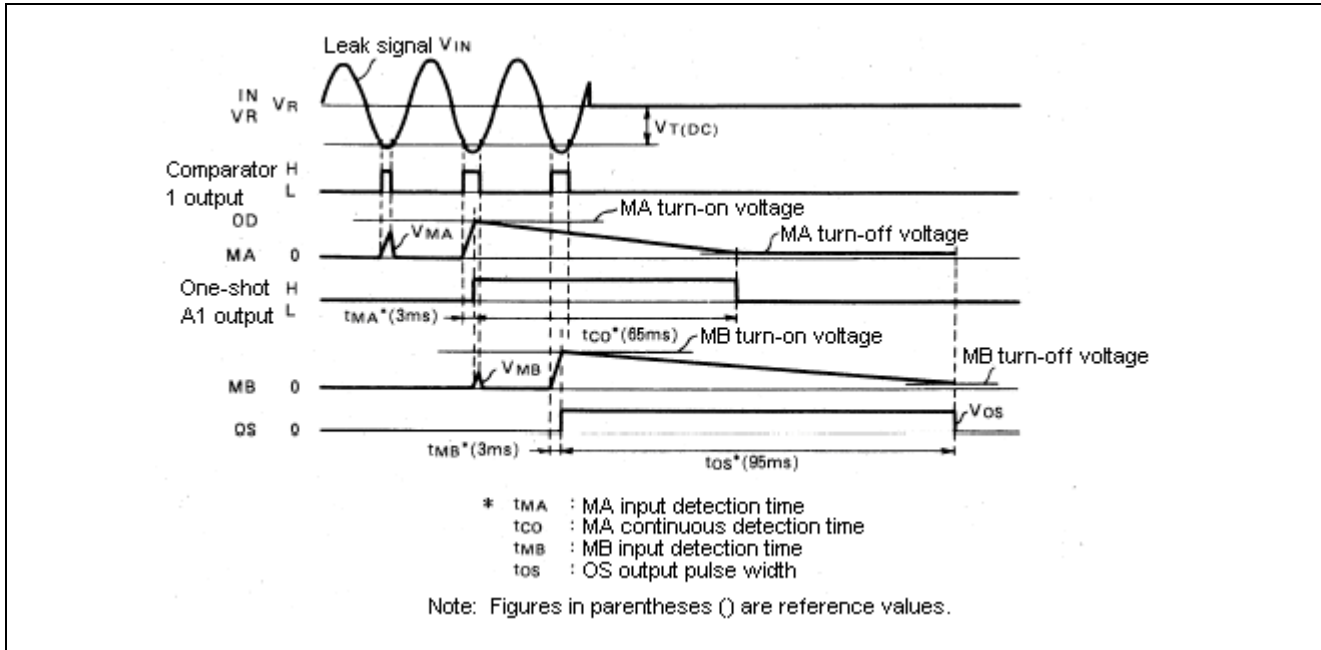 Leak signal VIN
IN
VR VR
VT(DC)
Comparator H
1 output L
OD
MA turn-on voltage
VMA
MA turn-off voltage
MA 0
One-shot H
A1 output L
tMA*(3ms)
tCO*(65ms)
MB turn-on voltage
VMB
MB turn-off voltage
MB 0
OS 0
VOS
tMB*(3ms)
tOS*(95ms)
* tMA : MA input detection time
tCO : MA continuous detection time
tMB : MB input detection time
tOS : OS output pulse width
Note: Figures in parentheses () are reference values.